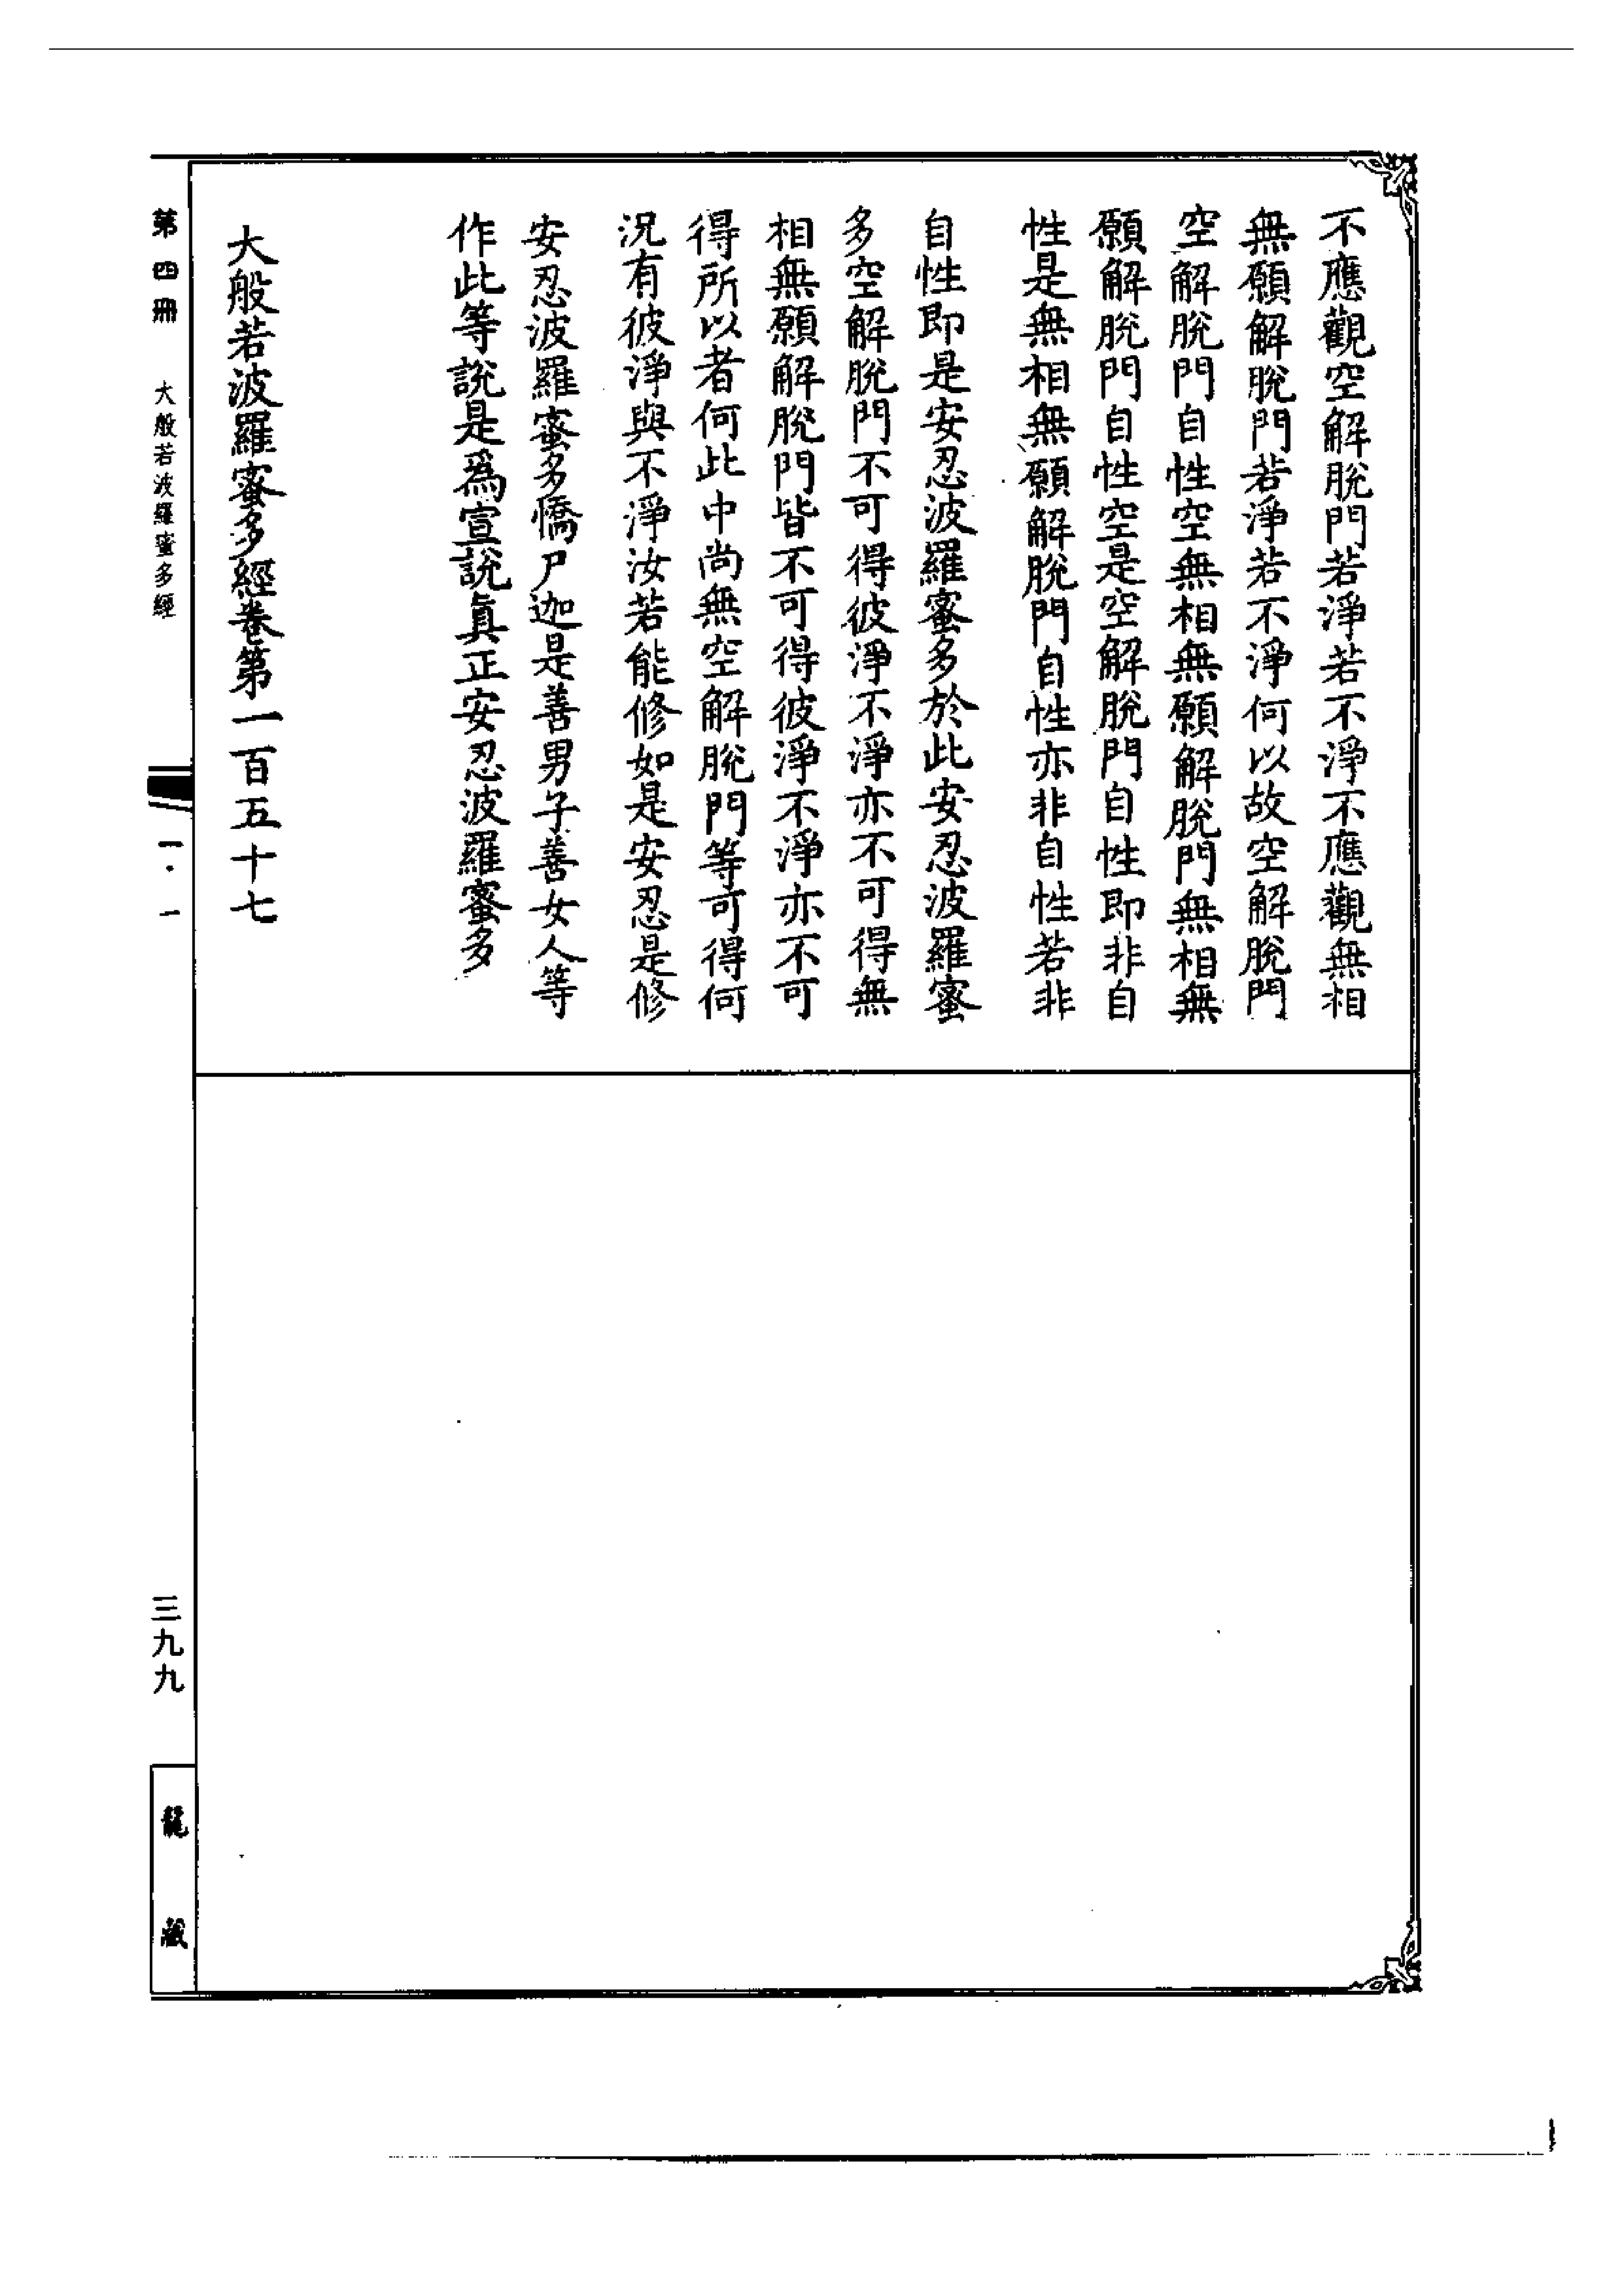 不應觀空解脫門若淨若不淨不應觀無相
無願解脫門若淨若不淨何以故空解脫門
空解脫門自性空無相無願解脫門無相無
願解脫門自性空是空解脫門自性即非自
性是無相無願解脫門自性亦非自性若非
自性即是安忍波羅蜜多於此安忍波羅蜜
多空解脫門不可得彼淨不淨亦不可得無
相無願解脫門皆不可得彼淨不淨亦不可
得所以者何此中尚無空解脫門等可得何
況有彼淨與不淨汝若能修如是安忍是修
安忍波羅蜜多憍尸迦是善男子善女人等
作此等說是為宣說真正安忍波羅蜜多
大般若波羅蜜多經卷第一百五十七
第四冊 大般若波羅蜜多經 一·一 三九九 龍藏